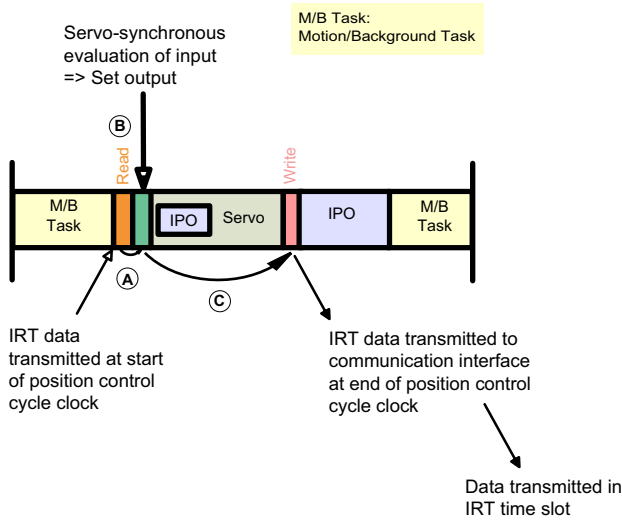 Servo-synchronous
evaluation of input
=> Set output
M/B Task:
Motion/Background Task
B
Read
Write
M/B
Task
IPO
Servo
IPO
M/B
Task
A
C
IRT data
transmitted at start
of position control
cycle clock
IRT data transmitted to
communication interface
at end of position control
cycle clock
Data transmitted in
IRT time slot